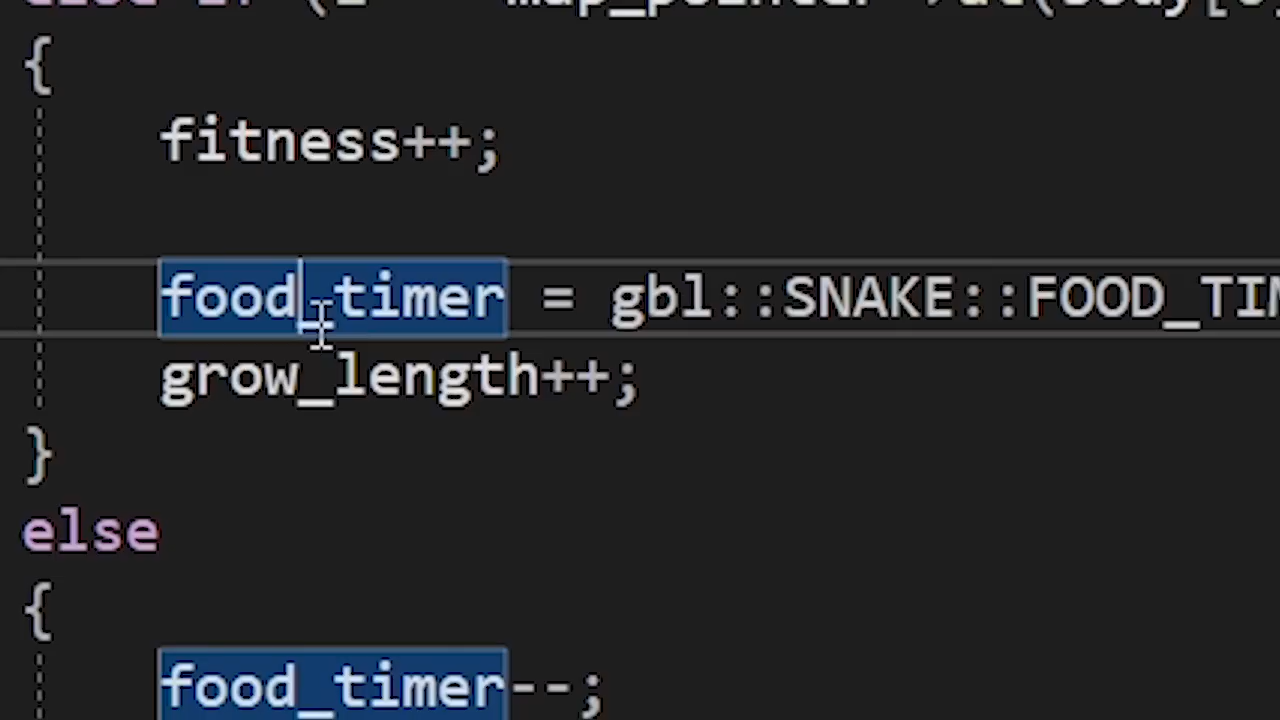 {
fitness++;
food_timer = gbl::SNAKE::FOOD_TIM
grow_length++;
}
else
{
food_timer--;